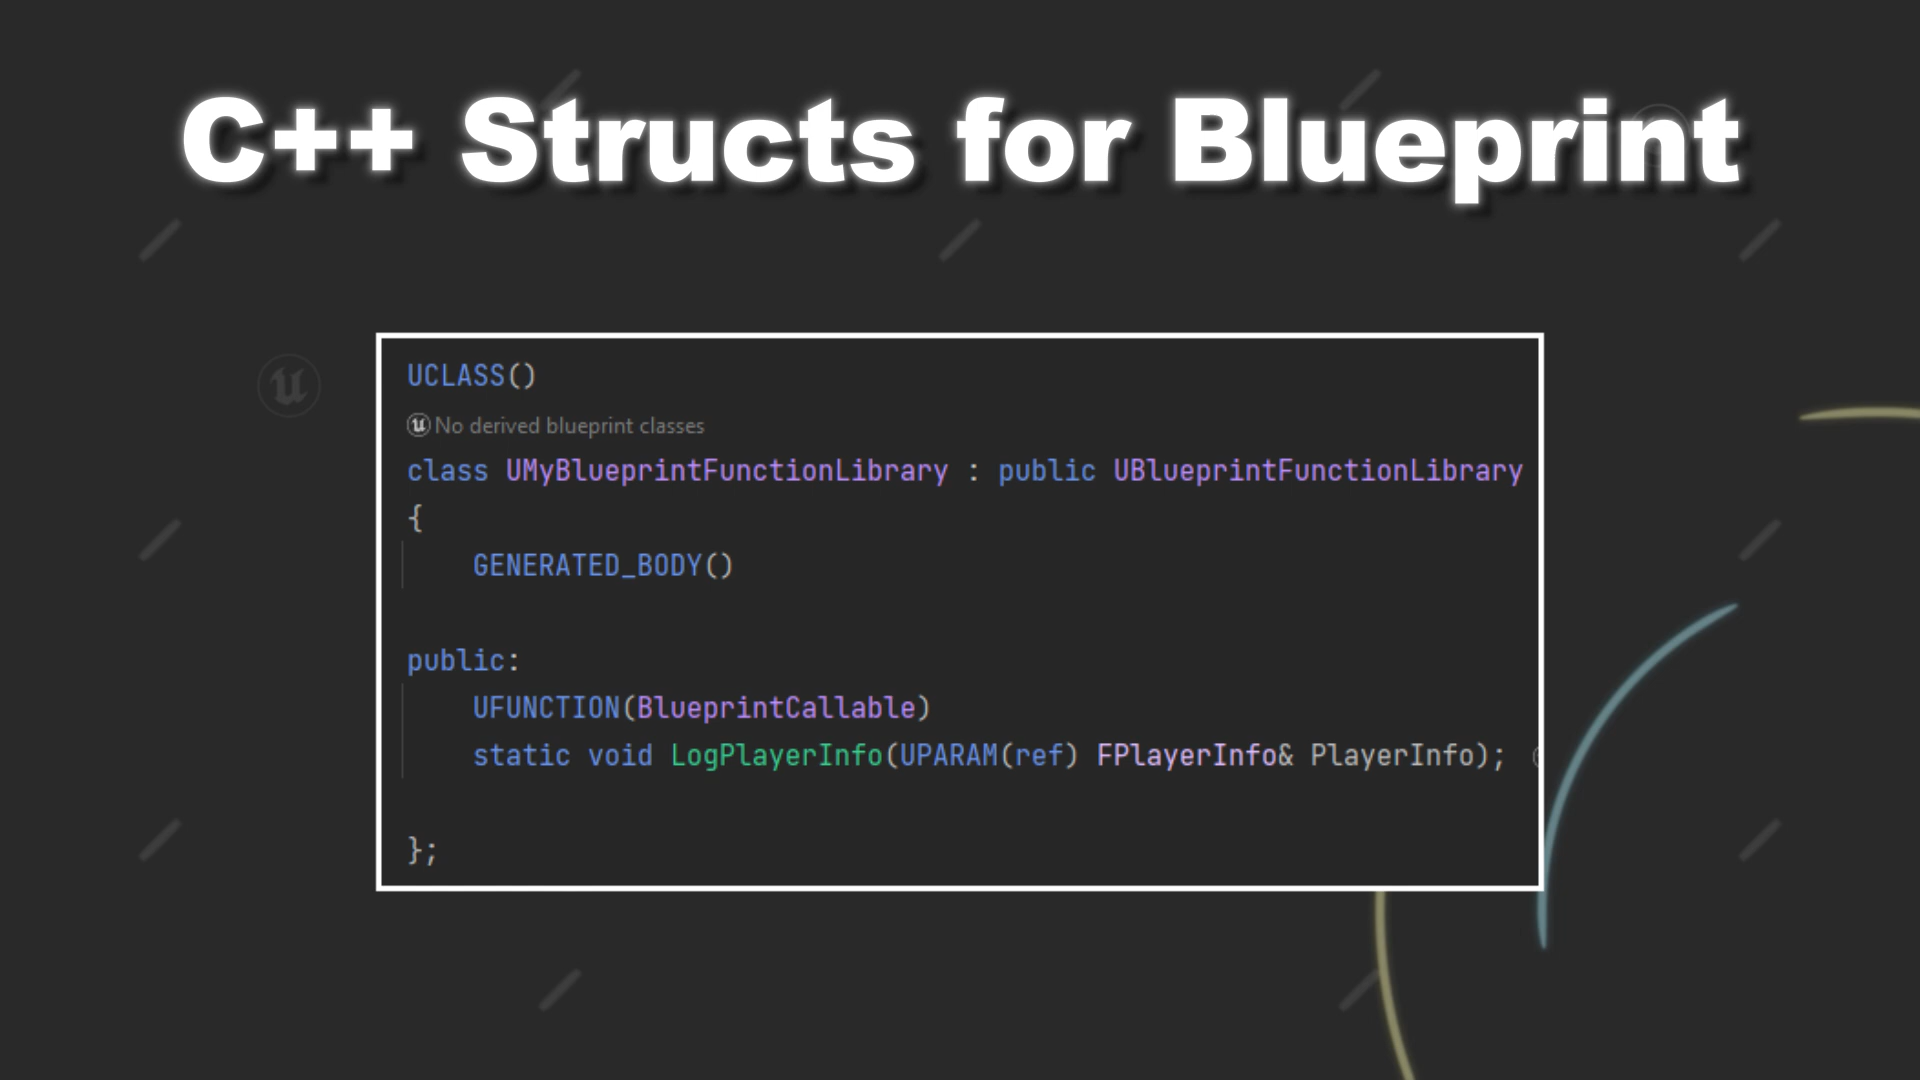 C++ Structs for Blueprint
UCLASS()
No derived blueprint classes
class UMyBlueprintFunctionLibrary : public UBlueprintFunctionLibrary
{
GENERATED_BODY()
public:
UFUNCTION(BlueprintCallable)
static void LogPlayerInfo(UPARAM(ref) FPlayerInfo& PlayerInfo);
};